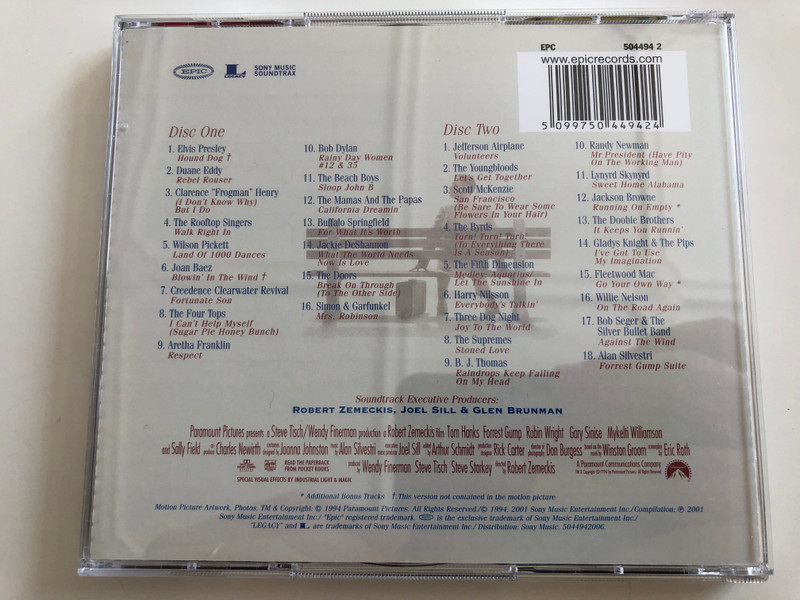 EPIC
LEGACY
SONY MUSIC
SOUNDTRAX
EPC 504494 2
www.epicrecords.com
5 099750 449424
Disc One
1. Elvis Presley
Hound Dog †
2. Duane Eddy
Rebel Rouser
3. Clarence "Frogman" Henry
(I Don't Know Why)
But I Do
4. The Rooftop Singers
Walk Right In
5. Wilson Pickett
Land Of 1000 Dances
6. Joan Baez
Blowin' In The Wind †
7. Creedence Clearwater Revival
Fortunate Son
8. The Four Tops
I Can't Help Myself
(Sugar Pie Honey Bunch)
9. Aretha Franklin
Respect
10. Bob Dylan
Rainy Day Women
#12 & 35
11. The Beach Boys
Sloop John B
12. The Mamas And The Papas
California Dreamin'
13. Buffalo Springfield
For What It's Worth
14. Jackie DeShannon
What The World Needs
Now Is Love
15. The Doors
Break On Through
(To The Other Side)
16. Simon & Garfunkel
Mrs. Robinson
Disc Two
1. Jefferson Airplane
Volunteers
2. The Youngbloods
Let's Get Together
3. Scott McKenzie
San Francisco
(Be Sure To Wear Some
Flowers In Your Hair)
4. The Byrds
Turn! Turn! Turn!
(To Everything There
Is A Season)
5. The Fifth Dimension
Medley: Aquarius/
Let The Sunshine In
6. Harry Nilsson
Everybody's Talkin'
7. Three Dog Night
Joy To The World
8. The Supremes
Stoned Love
9. B. J. Thomas
Raindrops Keep Falling
On My Head
10. Randy Newman
Mr. President (Have Pity
On The Working Man)
11. Lynyrd Skynyrd
Sweet Home Alabama
12. Jackson Browne
Running On Empty *
13. The Doobie Brothers
It Keeps You Runnin'
14. Gladys Knight & The Pips
I've Got To Use
My Imagination
15. Fleetwood Mac
Go Your Own Way *
16. Willie Nelson
On The Road Again
17. Bob Seger & The
Silver Bullet Band
Against The Wind
18. Alan Silvestri
Forrest Gump Suite
Soundtrack Executive Producers:
ROBERT ZEMECKIS, JOEL SILL & GLEN BRUNMAN
Paramount Pictures presents a Steve Tisch/Wendy Finerman production a Robert Zemeckis film Tom Hanks Forrest Gump Robin Wright Gary Sinise Mykelti Williamson
and Sally Field Charles Newirth Joanna Johnston Alan Silvestri Joel Sill Arthur Schmidt Rick Carter Don Burgess Winston Groom Eric Roth
READ THE PAPERBACK
FROM POCKET BOOKS
produced by Wendy Finerman Steve Tisch Steve Starkey directed by Robert Zemeckis
A Paramount Communications Company
SPECIAL VISUAL EFFECTS BY INDUSTRIAL LIGHT & MAGIC
* Additional Bonus Tracks † This version not contained in the motion picture
Motion Picture Artwork, Photos, TM & Copyright: © 1994 Paramount Pictures. All Rights Reserved./© 1994, 2001 Sony Music Entertainment Inc./Compilation: ℗ 2001
Sony Music Entertainment Inc./ "Epic" registered trademark. EPIC is the exclusive trademark of Sony Music Entertainment Inc./
"LEGACY" and L are trademarks of Sony Music Entertainment Inc./ Distribution: Sony Music. 5044942006.